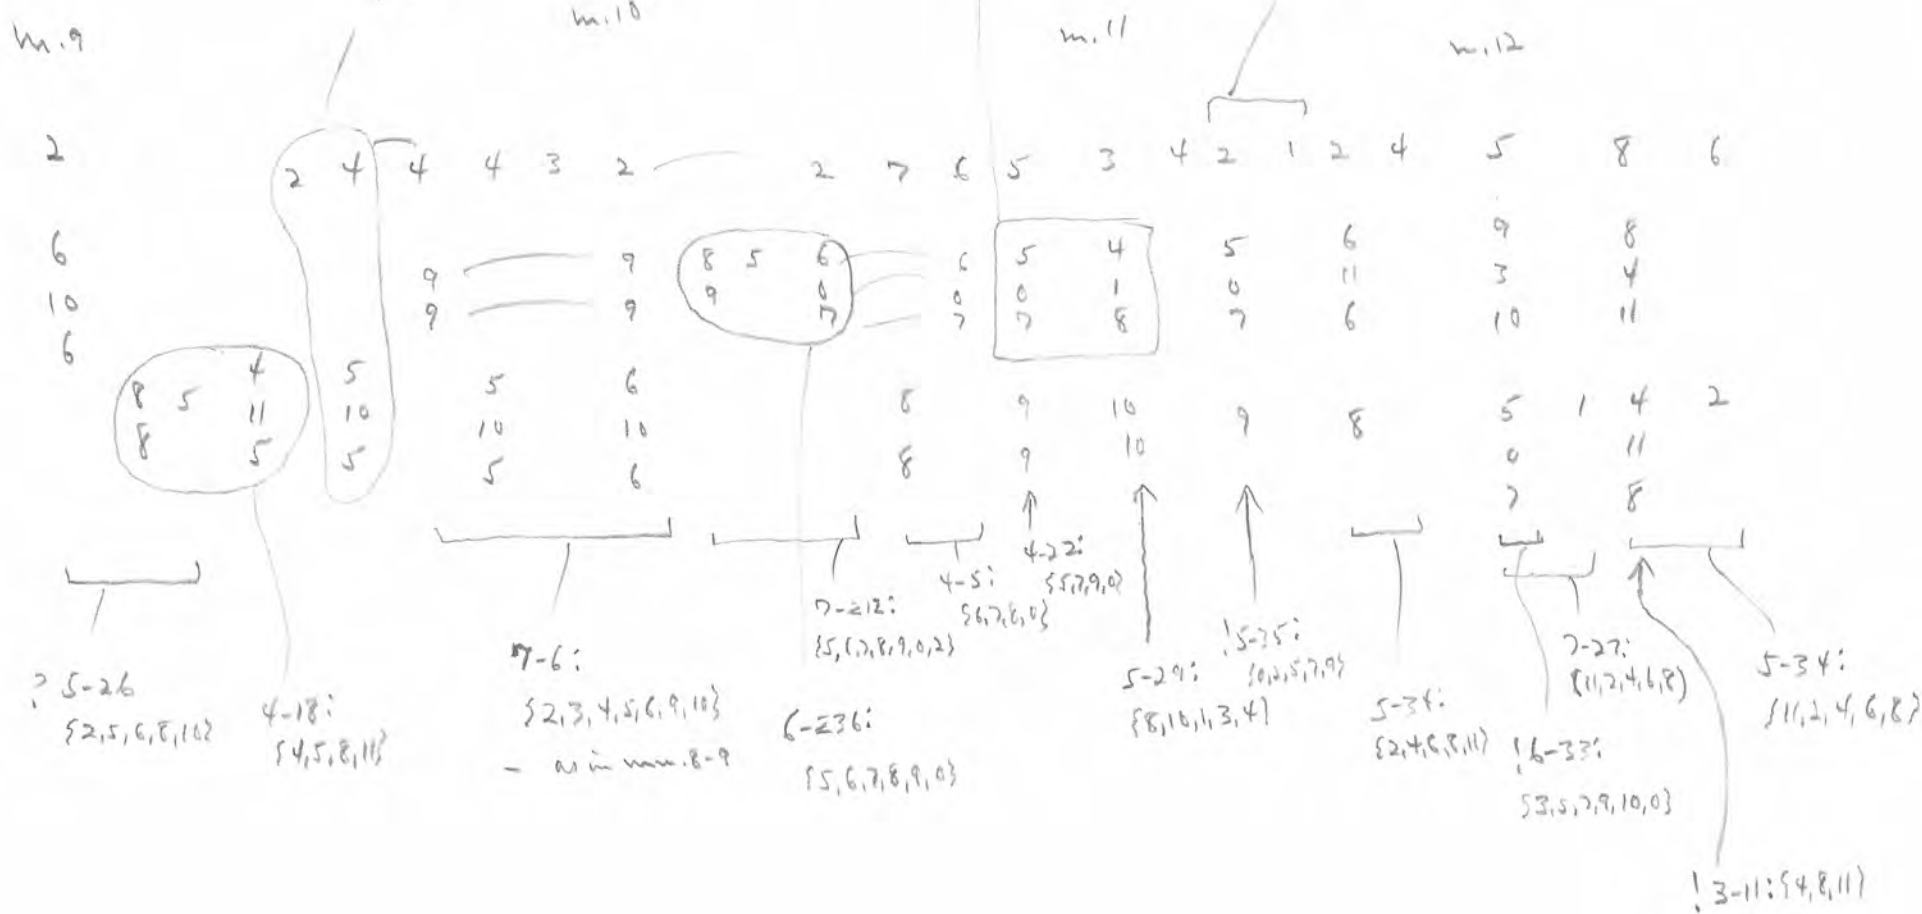 m.9 m.10 m.11 m.12
2 2 4 4 4 3 2 2 7 6 5 3 4 2 1 2 4 5 8 6
6 9 9 8 5 6 6 5 4 5 6 9 8
10 9 9 9 0 0 0 1 0 11 3 4
6 7 7 7 8 7 6 10 11
8 5 4 5 5 6 8 9 10 9 8 5 1 4 2
11 10 10 10 9 10 0 11
8 5 5 5 6 8 7 8
? 5-26
{2,5,6,8,10}
4-18:
{4,5,8,11}
7-6:
{2,3,4,5,6,9,10}
- as in mm. 8-9
6-z36:
{5,6,7,8,9,0}
7-z12:
{5,6,7,8,9,0,2}
4-5:
{6,7,8,0}
4-22:
{5,7,9,0}
5-29:
{8,10,1,3,4}
!5-35:
{0,2,5,7,9}
5-34:
{2,4,6,8,11}
!6-33:
{3,5,7,9,10,0}
7-27:
{11,2,4,6,8}
5-34:
{11,2,4,6,8}
! 3-11: {4,8,11}